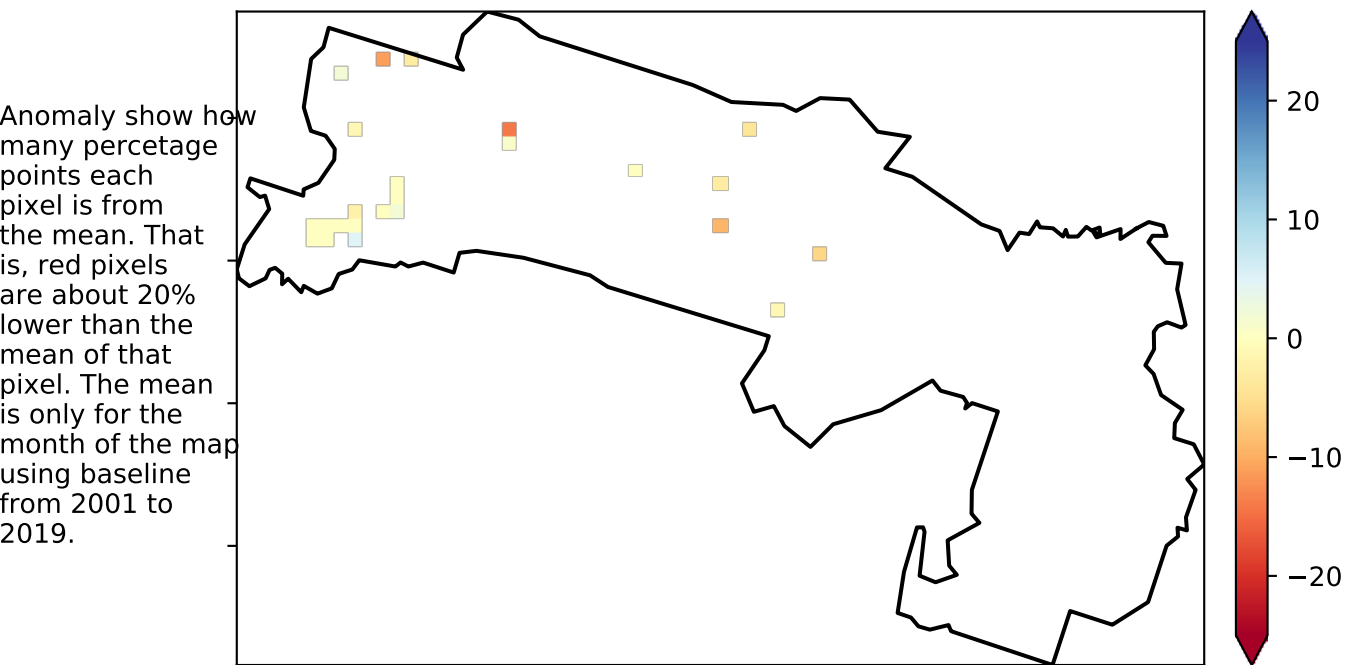 Anomaly show how
many percetage
points each
pixel is from
the mean. That
is, red pixels
are about 20%
lower than the
mean of that
pixel. The mean
is only for the
month of the map
using baseline
from 2001 to
2019.
20
10
0
−10
−20